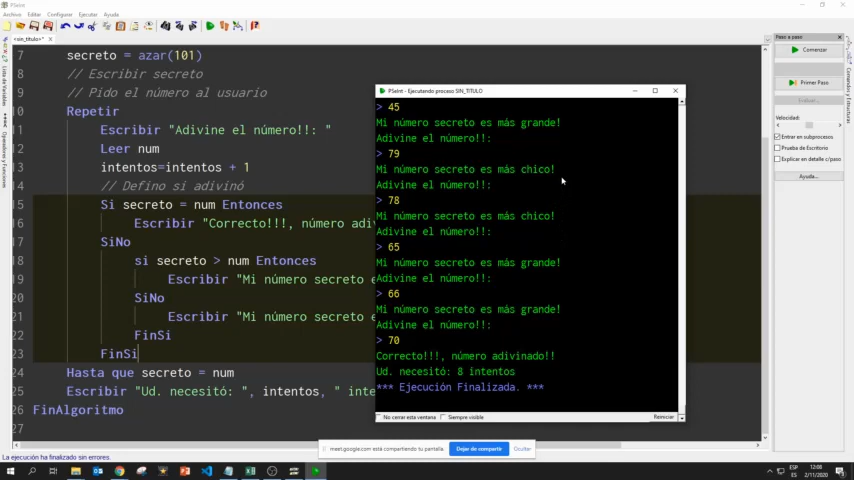 PSeInt
Archivo Editar Configurar Ejecutar Ayuda
<sin_titulo>*
7 secreto = azar(101)
8 // Escribir secreto
9 // Pido el número al usuario
10 Repetir
11 Escribir "Adivine el número!!: "
12 Leer num
13 intentos=intentos + 1
14 // Defino si adivinó
15 Si secreto = num Entonces
16 Escribir "Correcto!!!, número adi
17 SiNo
18 si secreto > num Entonces
19 Escribir "Mi número secreto e
20 SiNo
21 Escribir "Mi número secreto e
22 FinSi
23 FinSi
24 Hasta que secreto = num
25 Escribir "Ud. necesitó: ", intentos, " inte
26 FinAlgoritmo
27
Lista de Variables
Operadores y Funciones
PSeInt - Ejecutando proceso SIN_TITULO
> 45
Mi número secreto es más grande!
Adivine el número!!:
> 79
Mi número secreto es más chico!
Adivine el número!!:
> 78
Mi número secreto es más chico!
Adivine el número!!:
> 65
Mi número secreto es más grande!
Adivine el número!!:
> 66
Mi número secreto es más grande!
Adivine el número!!:
> 70
Correcto!!!, número adivinado!!
Ud. necesitó: 8 intentos
*** Ejecución Finalizada. ***
No cerrar esta ventana Siempre visible Reiniciar
Paso a paso
Comenzar
Primer Paso
Evaluar...
Velocidad:
Entrar en subprocesos
Prueba de Escritorio
Explicar en detalle c/paso
Ayuda...
Comandos y Estructuras
La ejecución ha finalizado sin errores.
meet.google.com está compartiendo tu pantalla.
Dejar de compartir
Ocultar
ESP
ES
12:08
2/11/2020